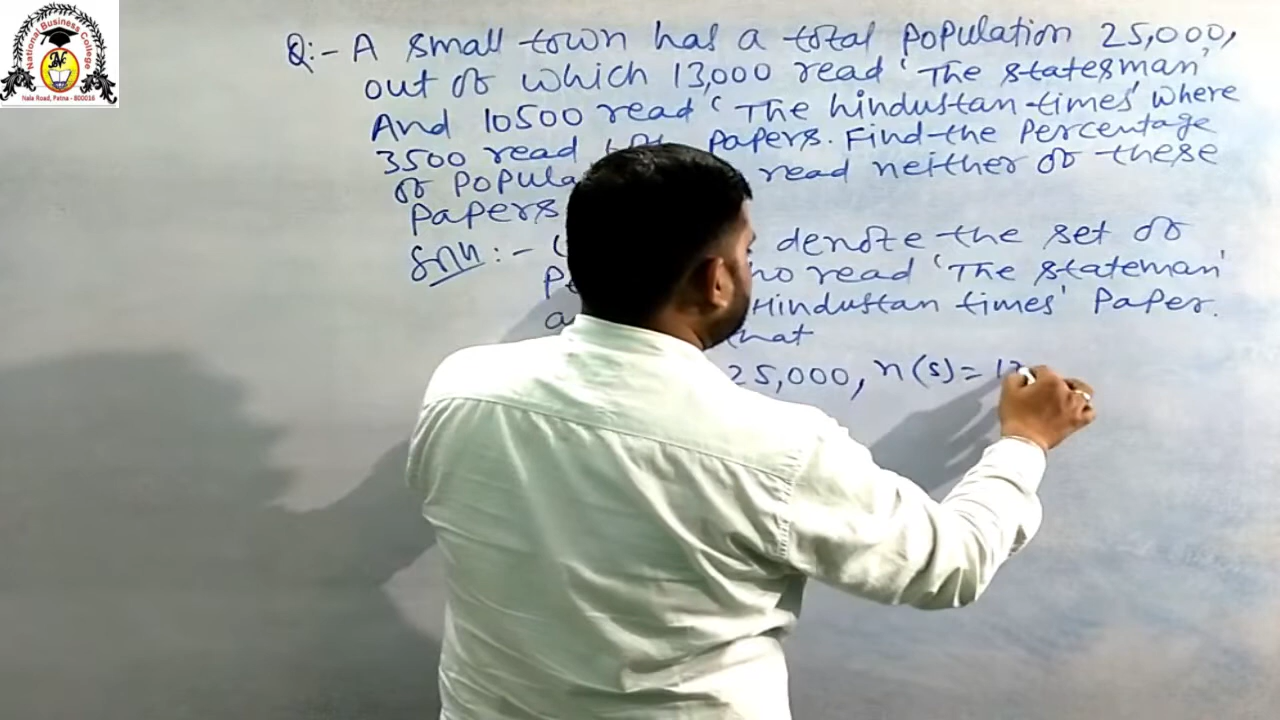 National Business College
NBC
Nala Road, Patna - 800016
Q:- A small town has a total population 25,000,
out of which 13,000 read 'The statesman'
And 10500 read 'The hindustan-times' where
3500 read papers. Find the percentage
of popula read neither of these
papers
Soln:- denote the set of
read 'The stateman'
Hindustan times' paper.
that
25,000, n(s)=13